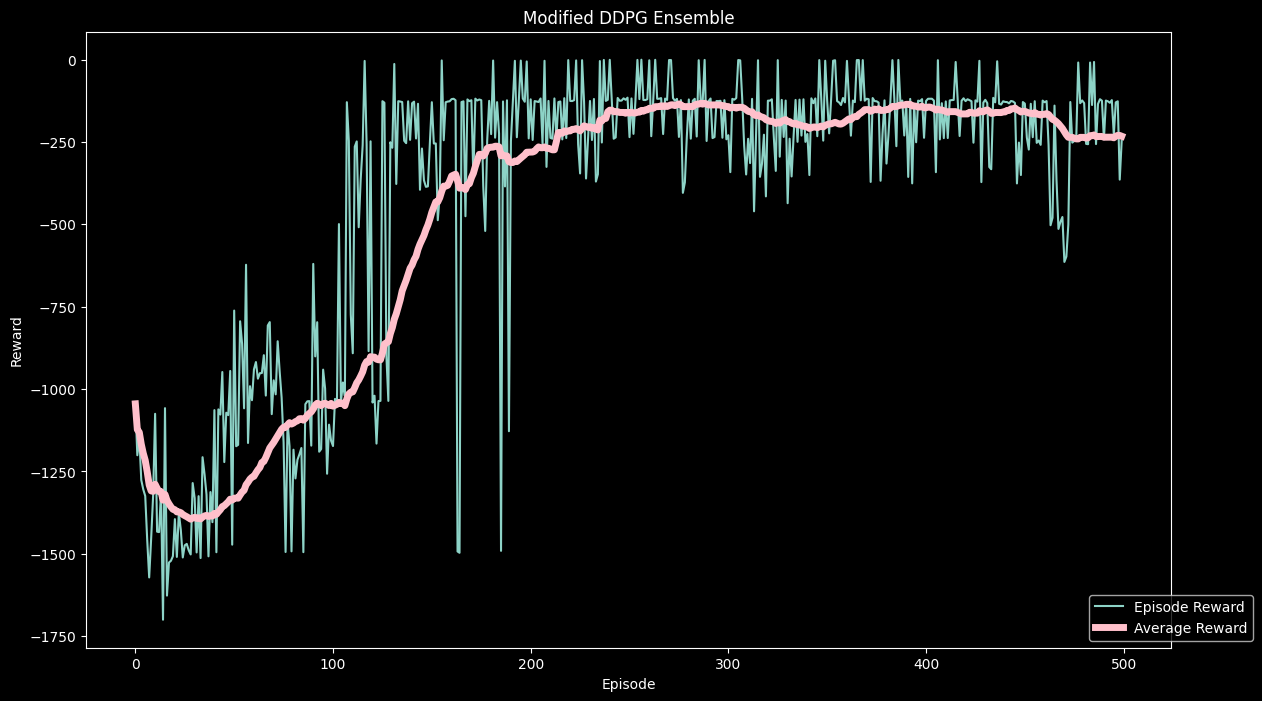 Modified DDPG Ensemble
Reward
0
−250
−500
−750
−1000
−1250
−1500
−1750
0 100 200 300 400 500
Episode
Episode Reward
Average Reward